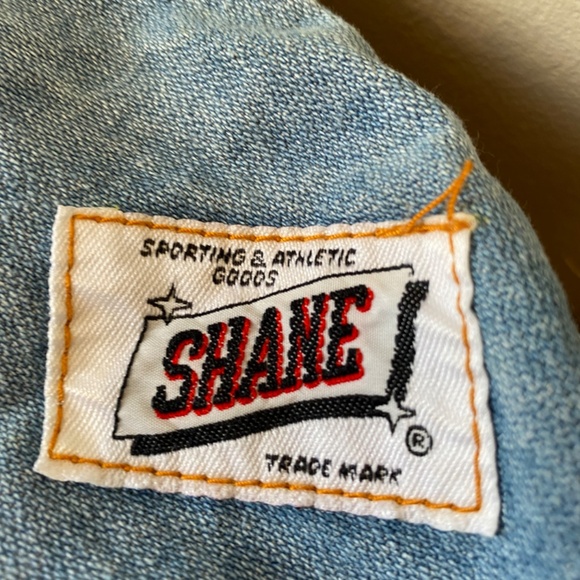 SPORTING & ATHLETIC
GOODS
SHANE
®
TRADE MARK